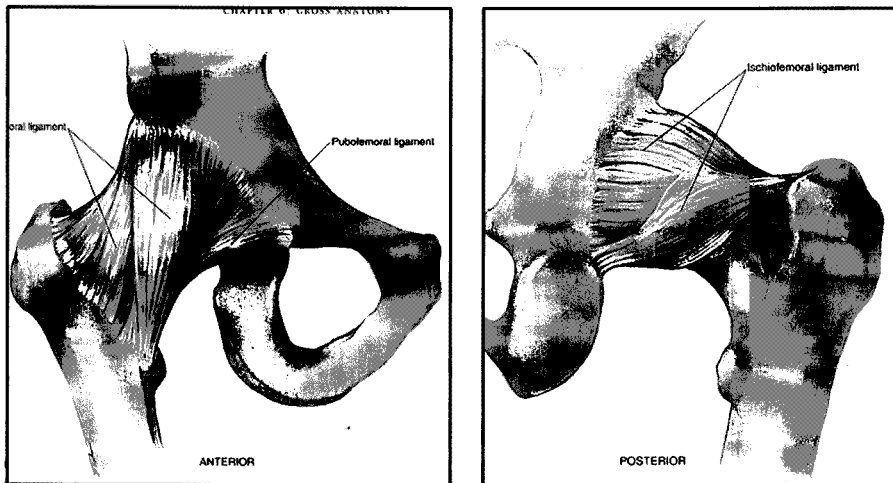 CHAPTER 6: GROSS ANATOMY
oral ligament
Pubofemoral ligament
ANTERIOR
Ischiofemoral ligament
POSTERIOR